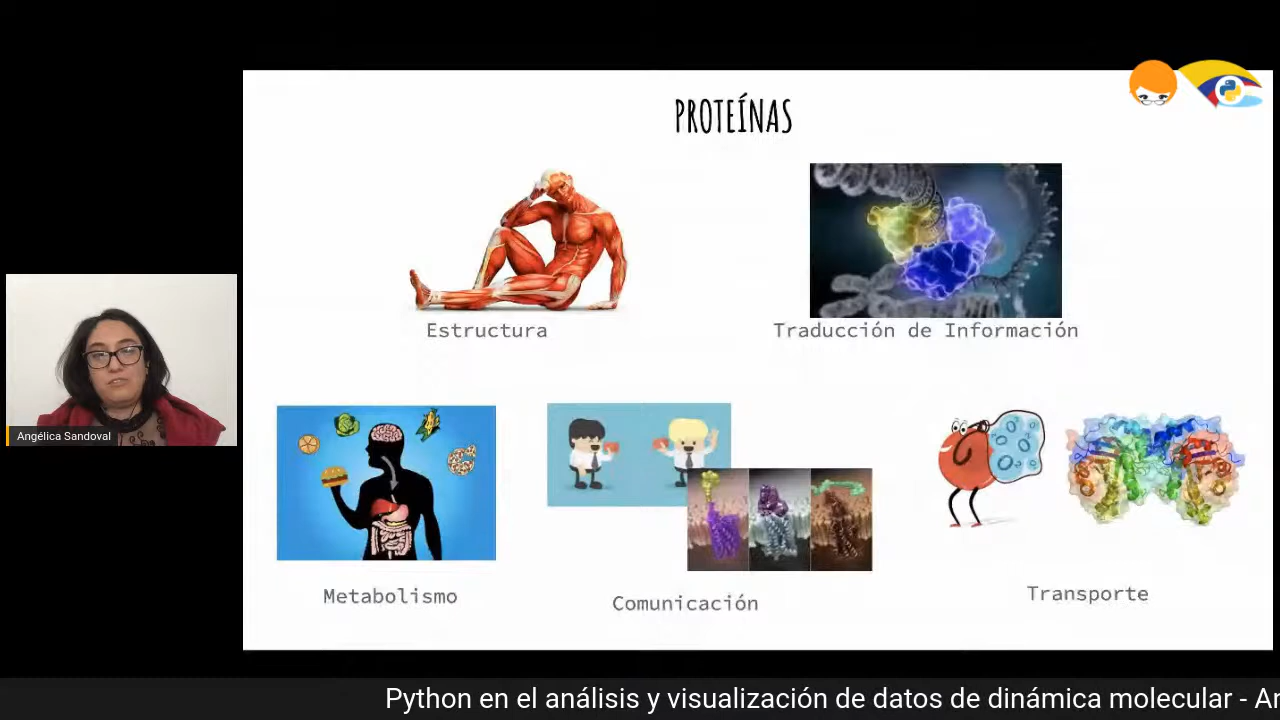 PROTEÍNAS
Estructura
Traducción de Información
Angélica Sandoval
Metabolismo
Comunicación
Transporte
Python en el análisis y visualización de datos de dinámica molecular - Ar